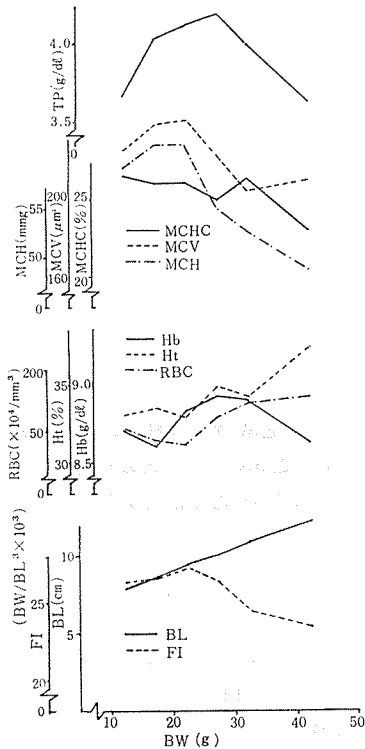 TP(g/dℓ)
4.0
3.5
0
MCH(mmg)
55
50
0
MCV(μm³)
200
160
MCHC(%)
25
20
MCHC
MCV
MCH
RBC(×10⁴/mm³)
200
50
0
Ht(%)
35
30
Hb(g/dℓ)
9.0
8.5
Hb
Ht
RBC
FI (BW/BL³×10³)
25
20
0
BL(cm)
10
5
BL
FI
10 20 30 40 50
BW (g)